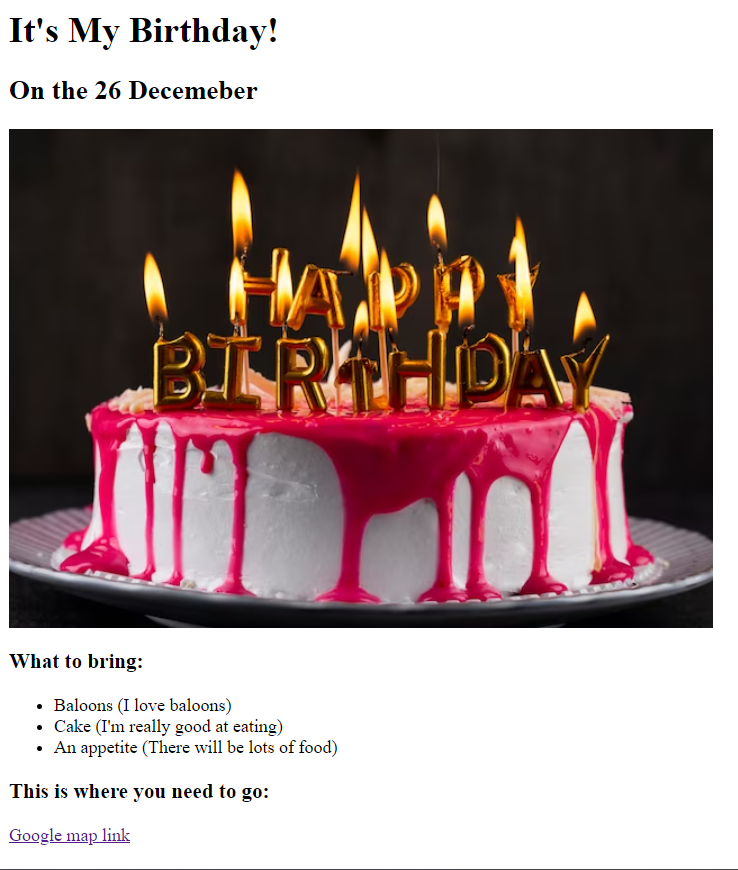 It's My Birthday!
On the 26 Decemeber
HAPPY
BIRTHDAY
What to bring:
Baloons (I love baloons)
Cake (I'm really good at eating)
An appetite (There will be lots of food)
This is where you need to go:
Google map link